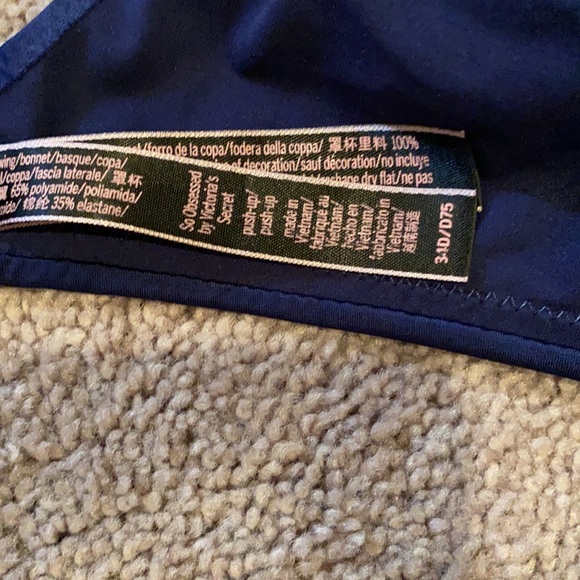 /forro de la copa/fodera della coppa/ 罩杯里料 100%
wing/bonnet/basque/copa/
of decoration/sauf décoration/no incluye
/coppa/fascia laterale/ 罩杯
dry flat/ne pas
65% polyamide/poliamida/
锦纶 35% elastane/
So Obsessed
by Victoria's
Secret
push-up/
push-up
made in
Vietnam/
fabriqué au
Vietnam/
hecho en
Vietnam/
fabbricato in
Vietnam/
越南制造
34D/D75